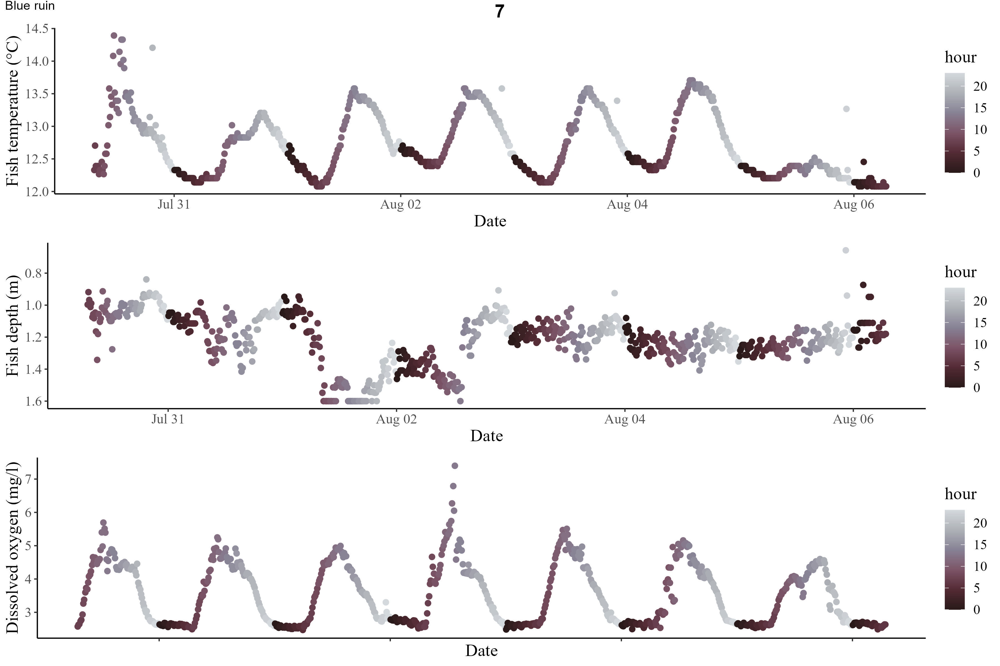 Blue ruin
7
Fish temperature (°C)
14.5
14.0
13.5
13.0
12.5
12.0
Jul 31
Aug 02
Aug 04
Aug 06
Date
hour
20
15
10
5
0
Fish depth (m)
0.8
1.0
1.2
1.4
1.6
Jul 31
Aug 02
Aug 04
Aug 06
Date
hour
20
15
10
5
0
Dissolved oxygen (mg/l)
7
6
5
4
3
Date
hour
20
15
10
5
0